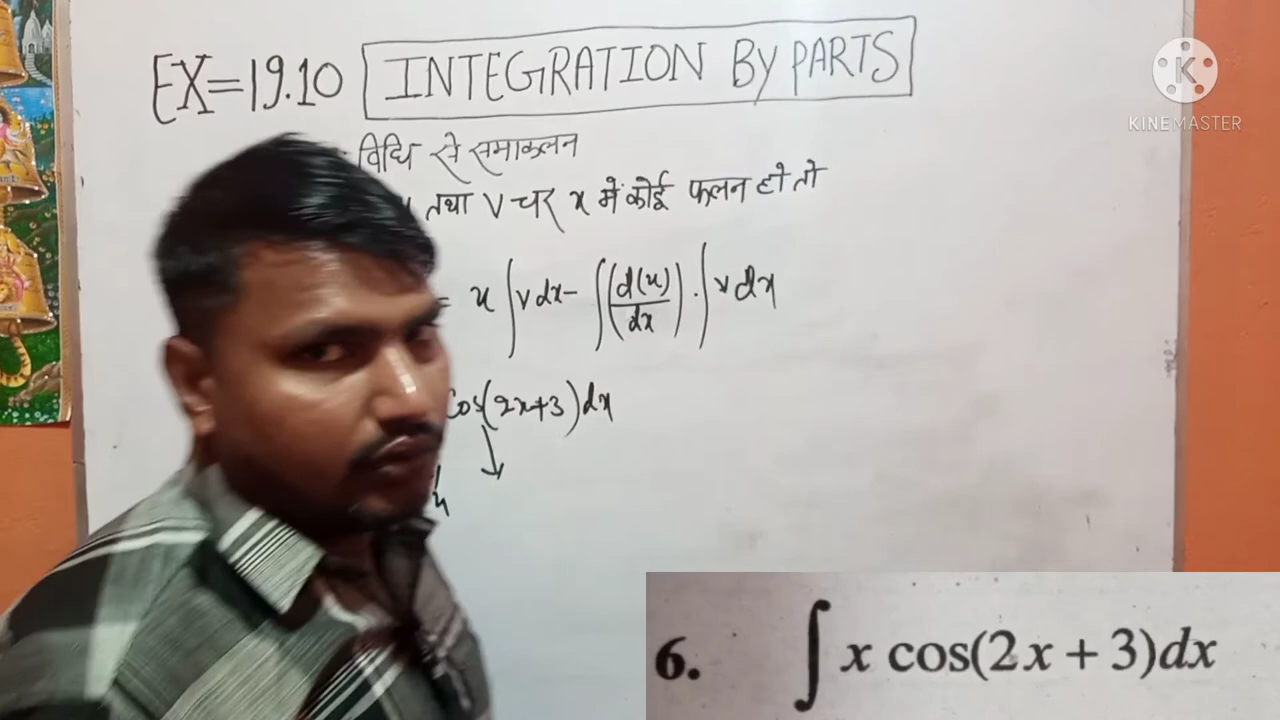 EX=19.10 INTEGRATION BY PARTS
विधि से समाकलन
तथा v चर x में कोई फलन हो तो
= u ∫v dx - ∫(d(u)/dx) . ∫v dx
Cos(2x+3)dx
u
6. ∫ x cos(2x + 3)dx
K
KINEMASTER